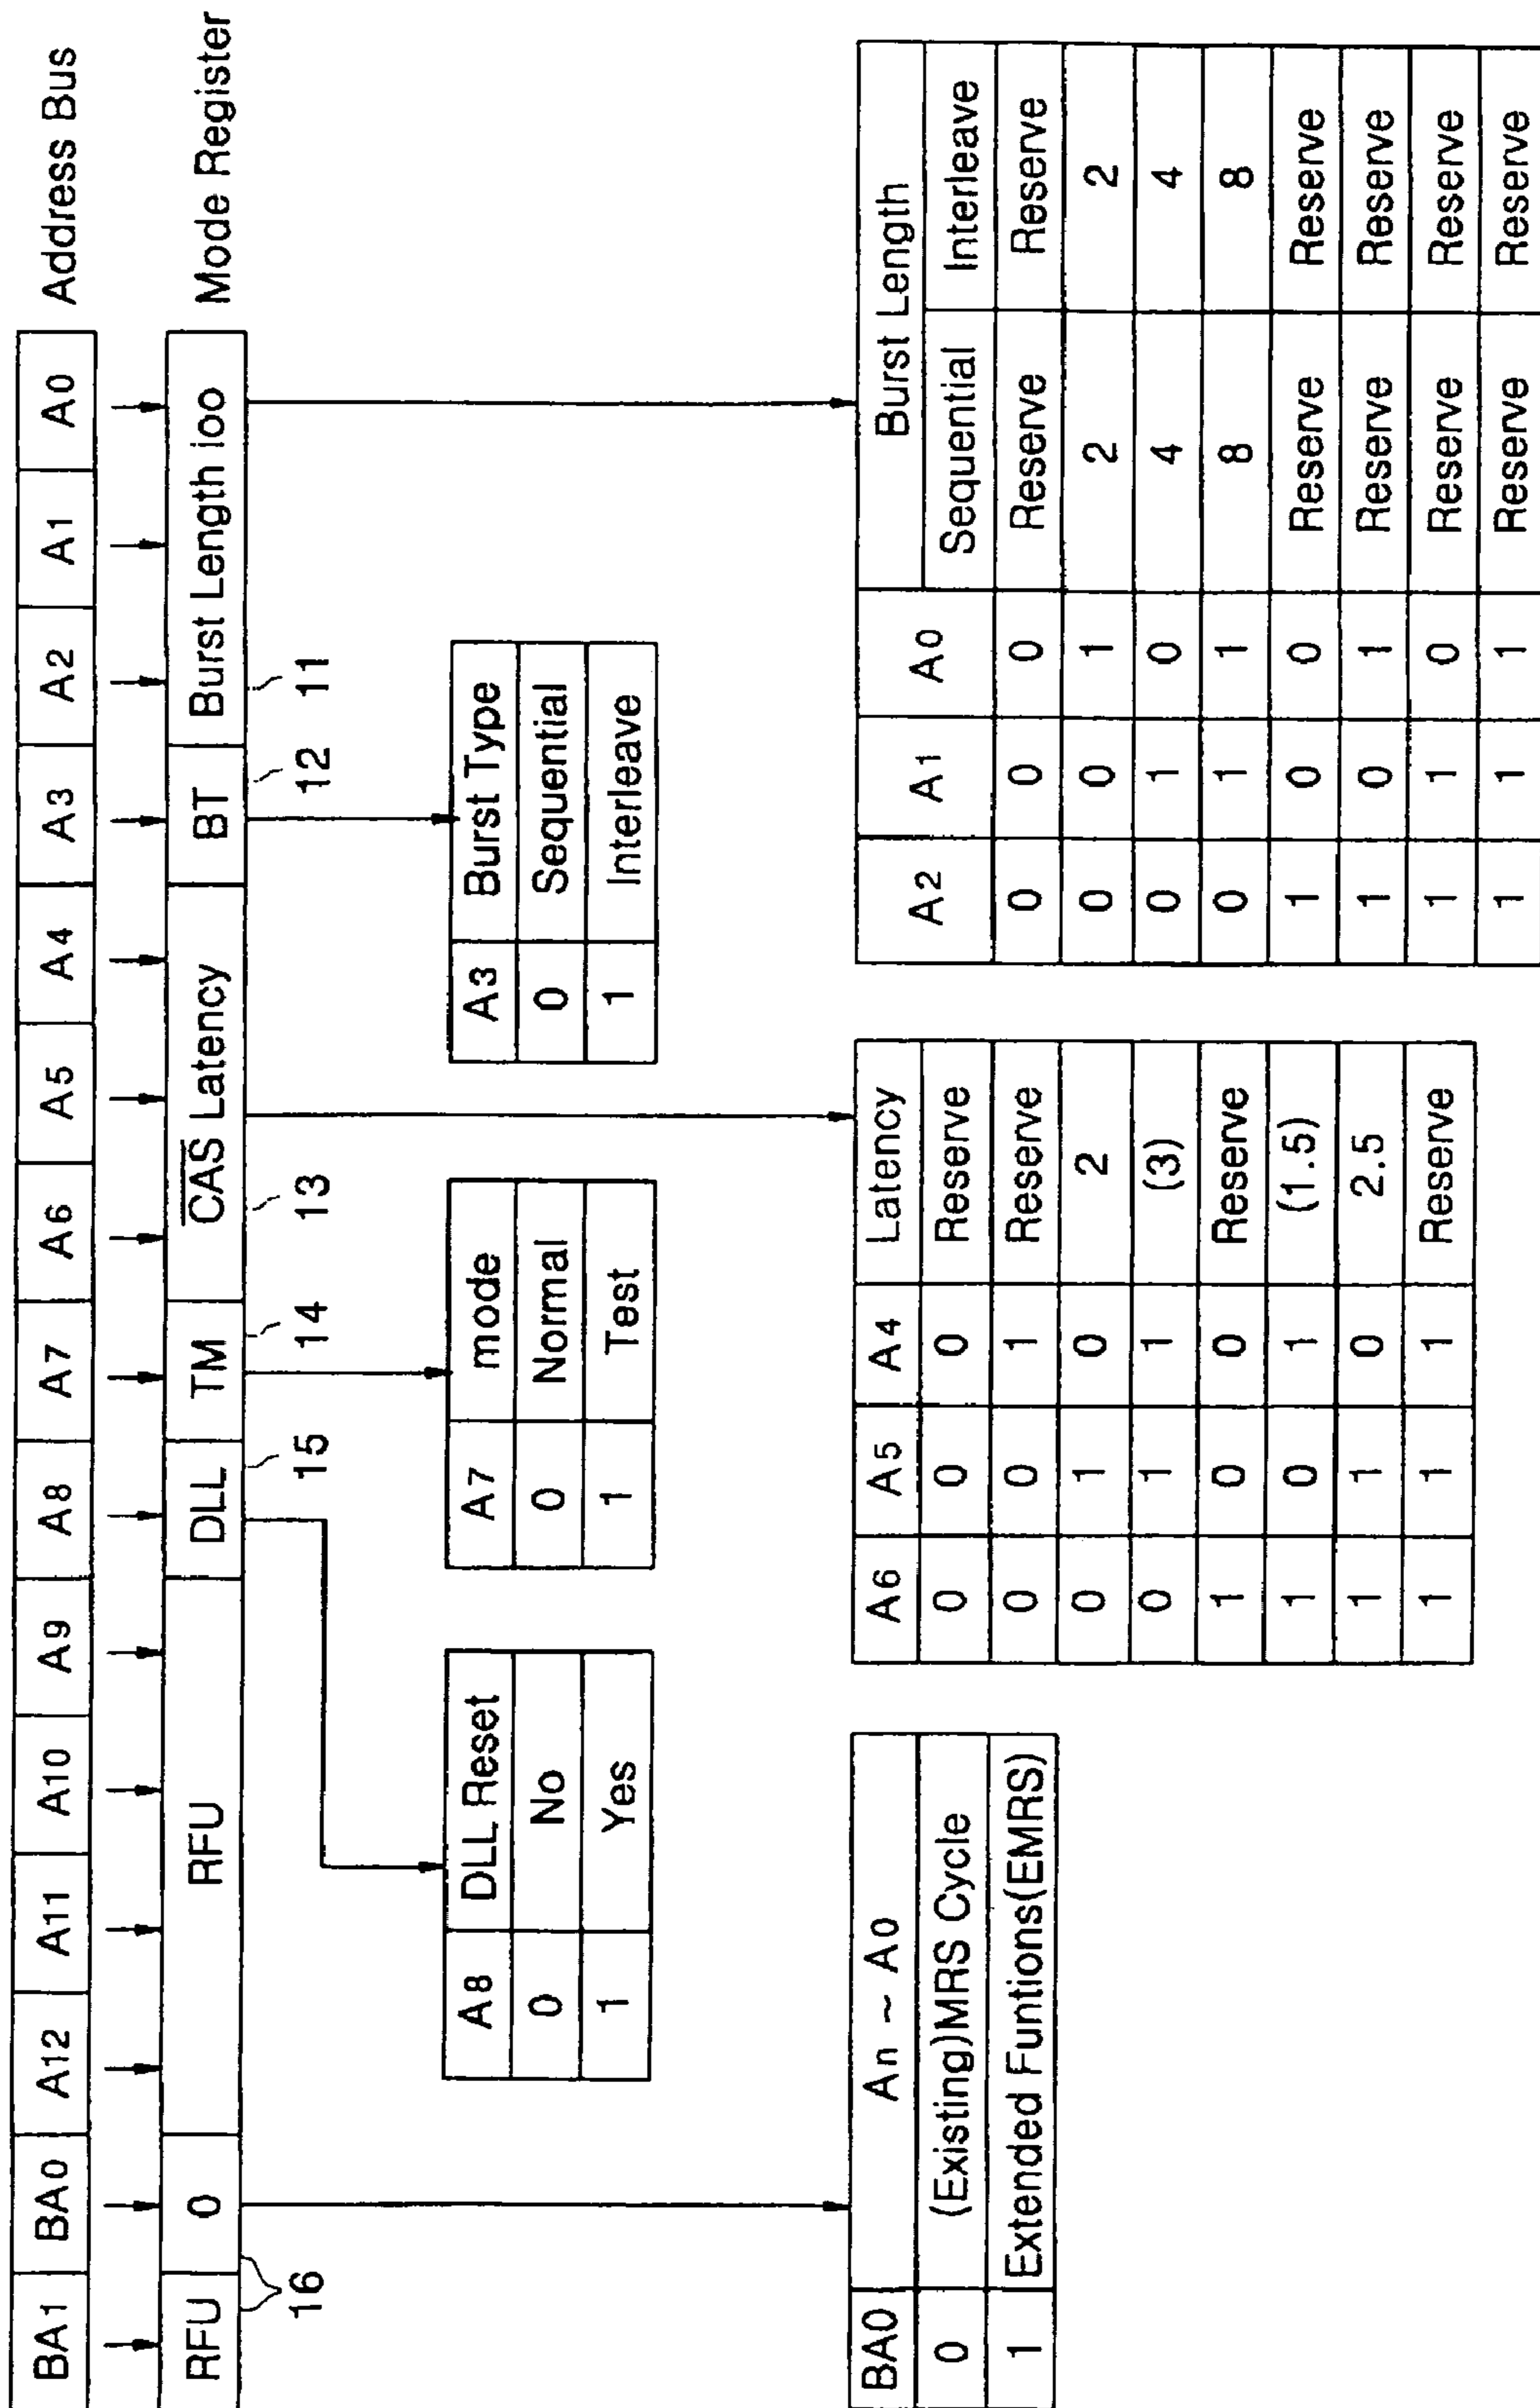 BA1 BA0 A12 A11 A10 A9 A8 A7 A6 A5 A4 A3 A2 A1 A0 Address Bus
RFU 0 RFU DLL TM CAS Latency BT Burst Length ioo Mode Register
16 15 14 13 12 11
A8 DLL Reset
0 No
1 Yes
A7 mode
0 Normal
1 Test
A3 Burst Type
0 Sequential
1 Interleave
BA0 An ~ A0
0 (Existing)MRS Cycle
1 Extended Funtions(EMRS)
A6 A5 A4 Latency
0 0 0 Reserve
0 0 1 Reserve
0 1 0 2
0 1 1 (3)
1 0 0 Reserve
1 0 1 (1.5)
1 1 0 2.5
1 1 1 Reserve
A2 A1 A0 Burst Length
Sequential Interleave
0 0 0 Reserve Reserve
0 0 1 2 2
0 1 0 4 4
0 1 1 8 8
1 0 0 Reserve Reserve
1 0 1 Reserve Reserve
1 1 0 Reserve Reserve
1 1 1 Reserve Reserve